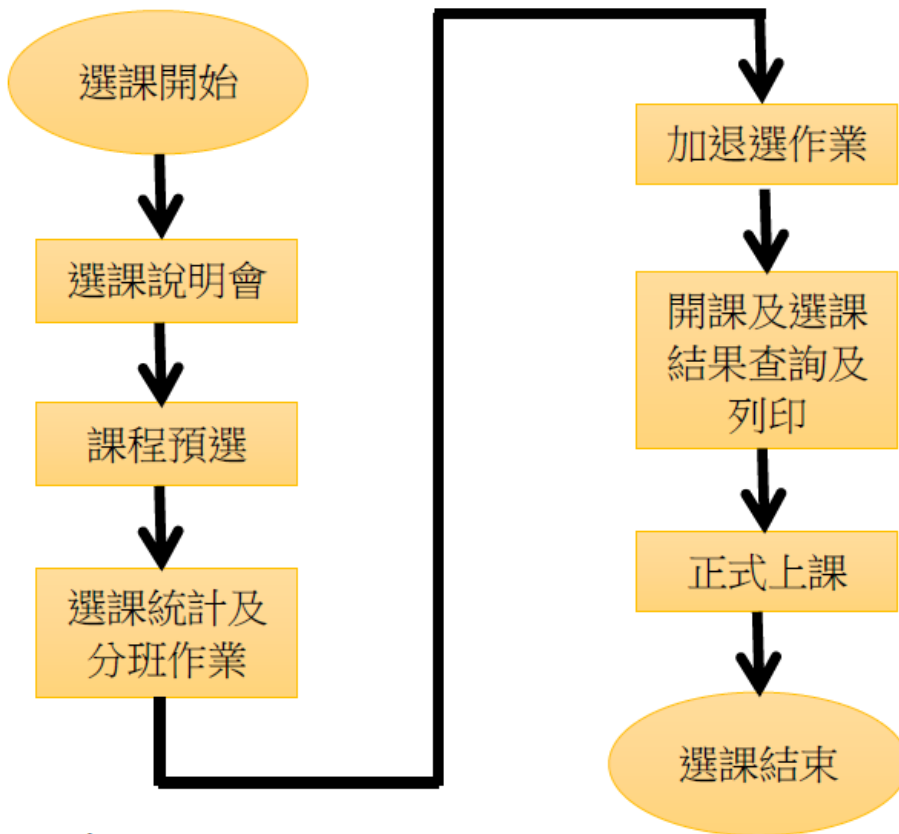 選課開始
選課說明會
課程預選
選課統計及
分班作業
加退選作業
開課及選課
結果查詢及
列印
正式上課
選課結束